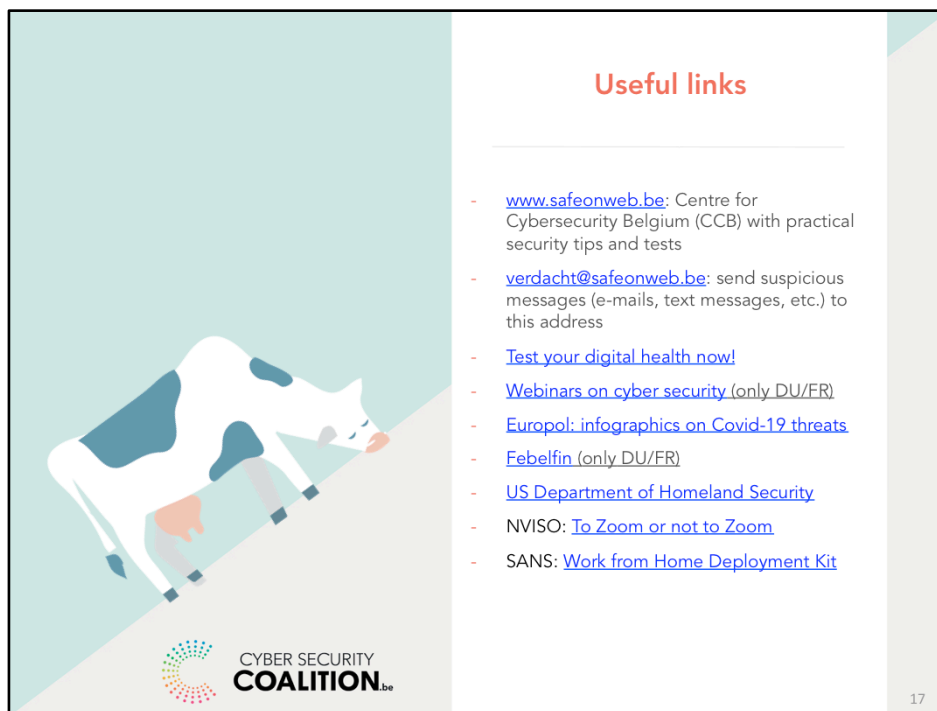 Useful links
- www.safeonweb.be: Centre for
Cybersecurity Belgium (CCB) with practical
security tips and tests
- verdacht@safeonweb.be: send suspicious
messages (e-mails, text messages, etc.) to
this address
- Test your digital health now!
- Webinars on cyber security (only DU/FR)
- Europol: infographics on Covid-19 threats
- Febelfin (only DU/FR)
- US Department of Homeland Security
- NVISO: To Zoom or not to Zoom
- SANS: Work from Home Deployment Kit
CYBER SECURITY
COALITION.be
17